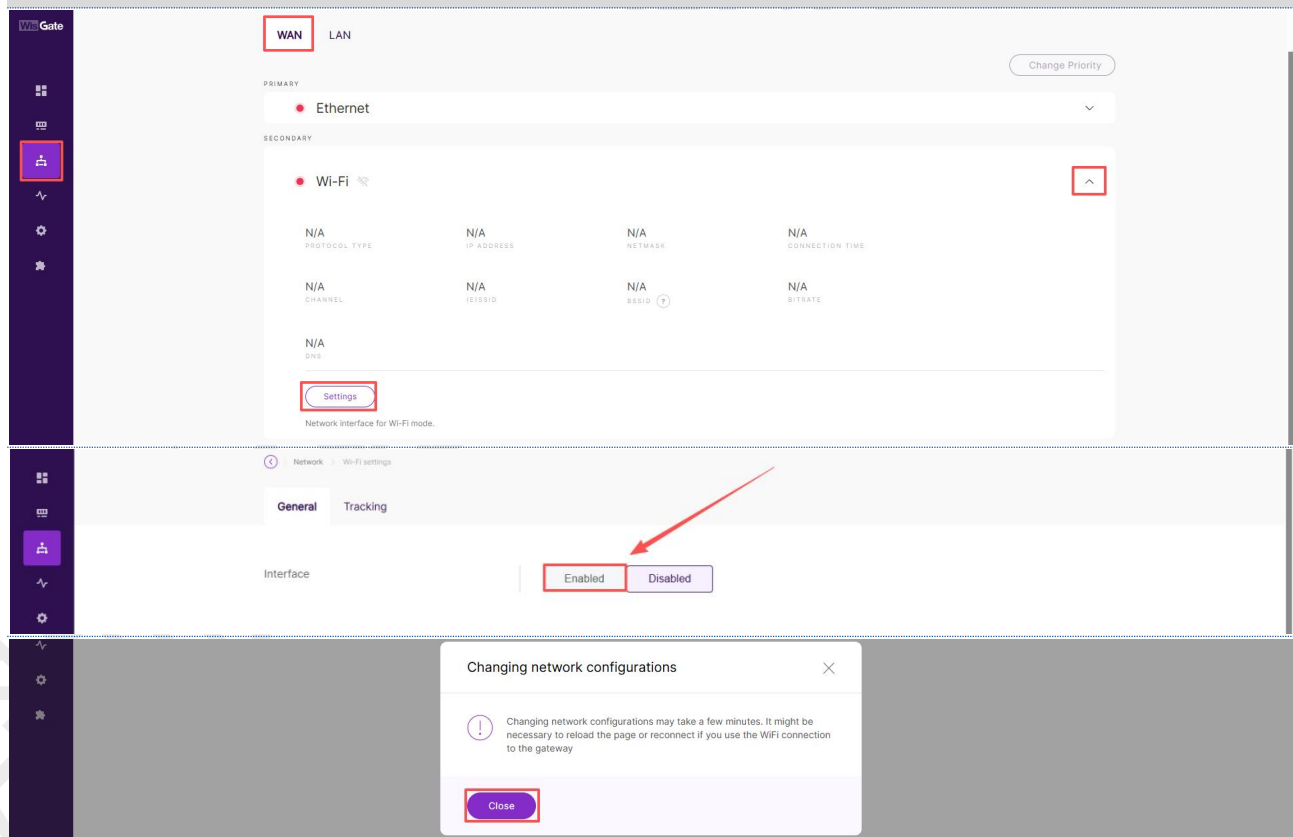 WisGate
WAN LAN
Change Priority
PRIMARY
Ethernet
SECONDARY
Wi-Fi
N/A N/A N/A N/A
PROTOCOL TYPE IP ADDRESS NETMASK CONNECTION TIME
N/A N/A N/A N/A
CHANNEL (E)SSID BSSID ? BITRATE
N/A
DNS
Settings
Network interface for Wi-Fi mode.
Network Wi-Fi settings
General Tracking
Interface Enabled Disabled
Changing network configurations
Changing network configurations may take a few minutes. It might be
necessary to reload the page or reconnect if you use the WiFi connection
to the gateway
Close